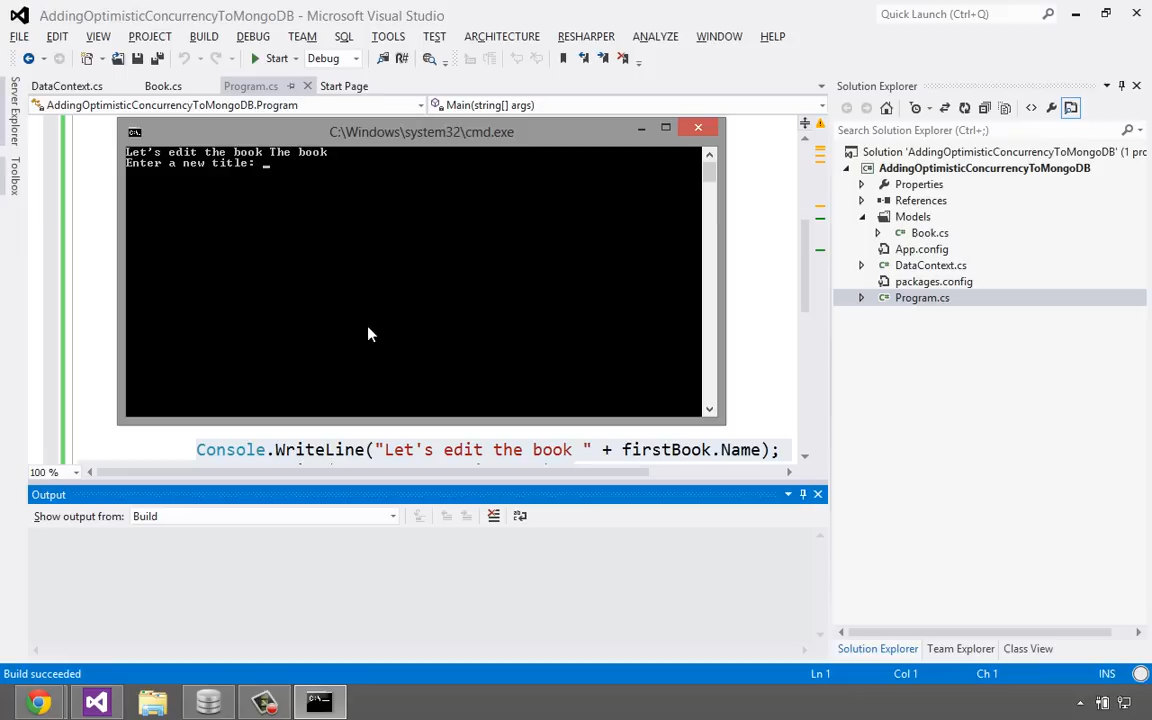 AddingOptimisticConcurrencyToMongoDB - Microsoft Visual Studio
Quick Launch (Ctrl+Q)
FILE EDIT VIEW PROJECT BUILD DEBUG TEAM SQL TOOLS TEST ARCHITECTURE RESHARPER ANALYZE WINDOW HELP
Start Debug
Server Explorer
Toolbox
DataContext.cs Book.cs Program.cs Start Page
AddingOptimisticConcurrencyToMongoDB.Program Main(string[] args)
C:\Windows\system32\cmd.exe
Let's edit the book The book
Enter a new title: _
Console.WriteLine("Let's edit the book " + firstBook.Name);
100 %
Output
Show output from: Build
Solution Explorer
Search Solution Explorer (Ctrl+;)
Solution 'AddingOptimisticConcurrencyToMongoDB' (1 pro
AddingOptimisticConcurrencyToMongoDB
Properties
References
Models
Book.cs
App.config
DataContext.cs
packages.config
Program.cs
Solution Explorer Team Explorer Class View
Build succeeded Ln 1 Col 1 Ch 1 INS